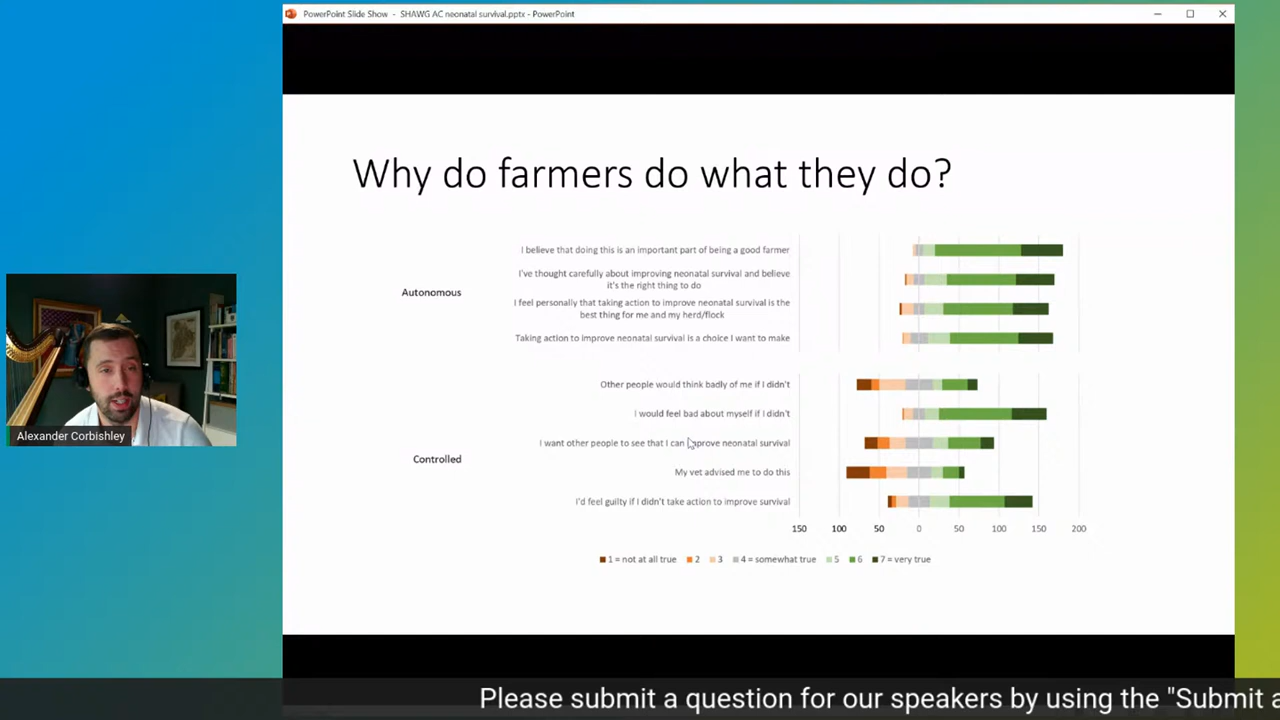 PowerPoint Slide Show - SHAWG AC neonatal survival.pptx - PowerPoint
Why do farmers do what they do?
Autonomous
I believe that doing this is an important part of being a good farmer
I've thought carefully about improving neonatal survival and believe
it's the right thing to do
I feel personally that taking action to improve neonatal survival is the
best thing for me and my herd/flock
Taking action to improve neonatal survival is a choice I want to make
Controlled
Other people would think badly of me if I didn't
I would feel bad about myself if I didn't
I want other people to see that I can improve neonatal survival
My vet advised me to do this
I'd feel guilty if I didn't take action to improve survival
150 100 50 0 50 100 150 200
1 = not at all true 2 3 4 = somewhat true 5 6 7 = very true
Alexander Corbishley
Please submit a question for our speakers by using the "Submit a